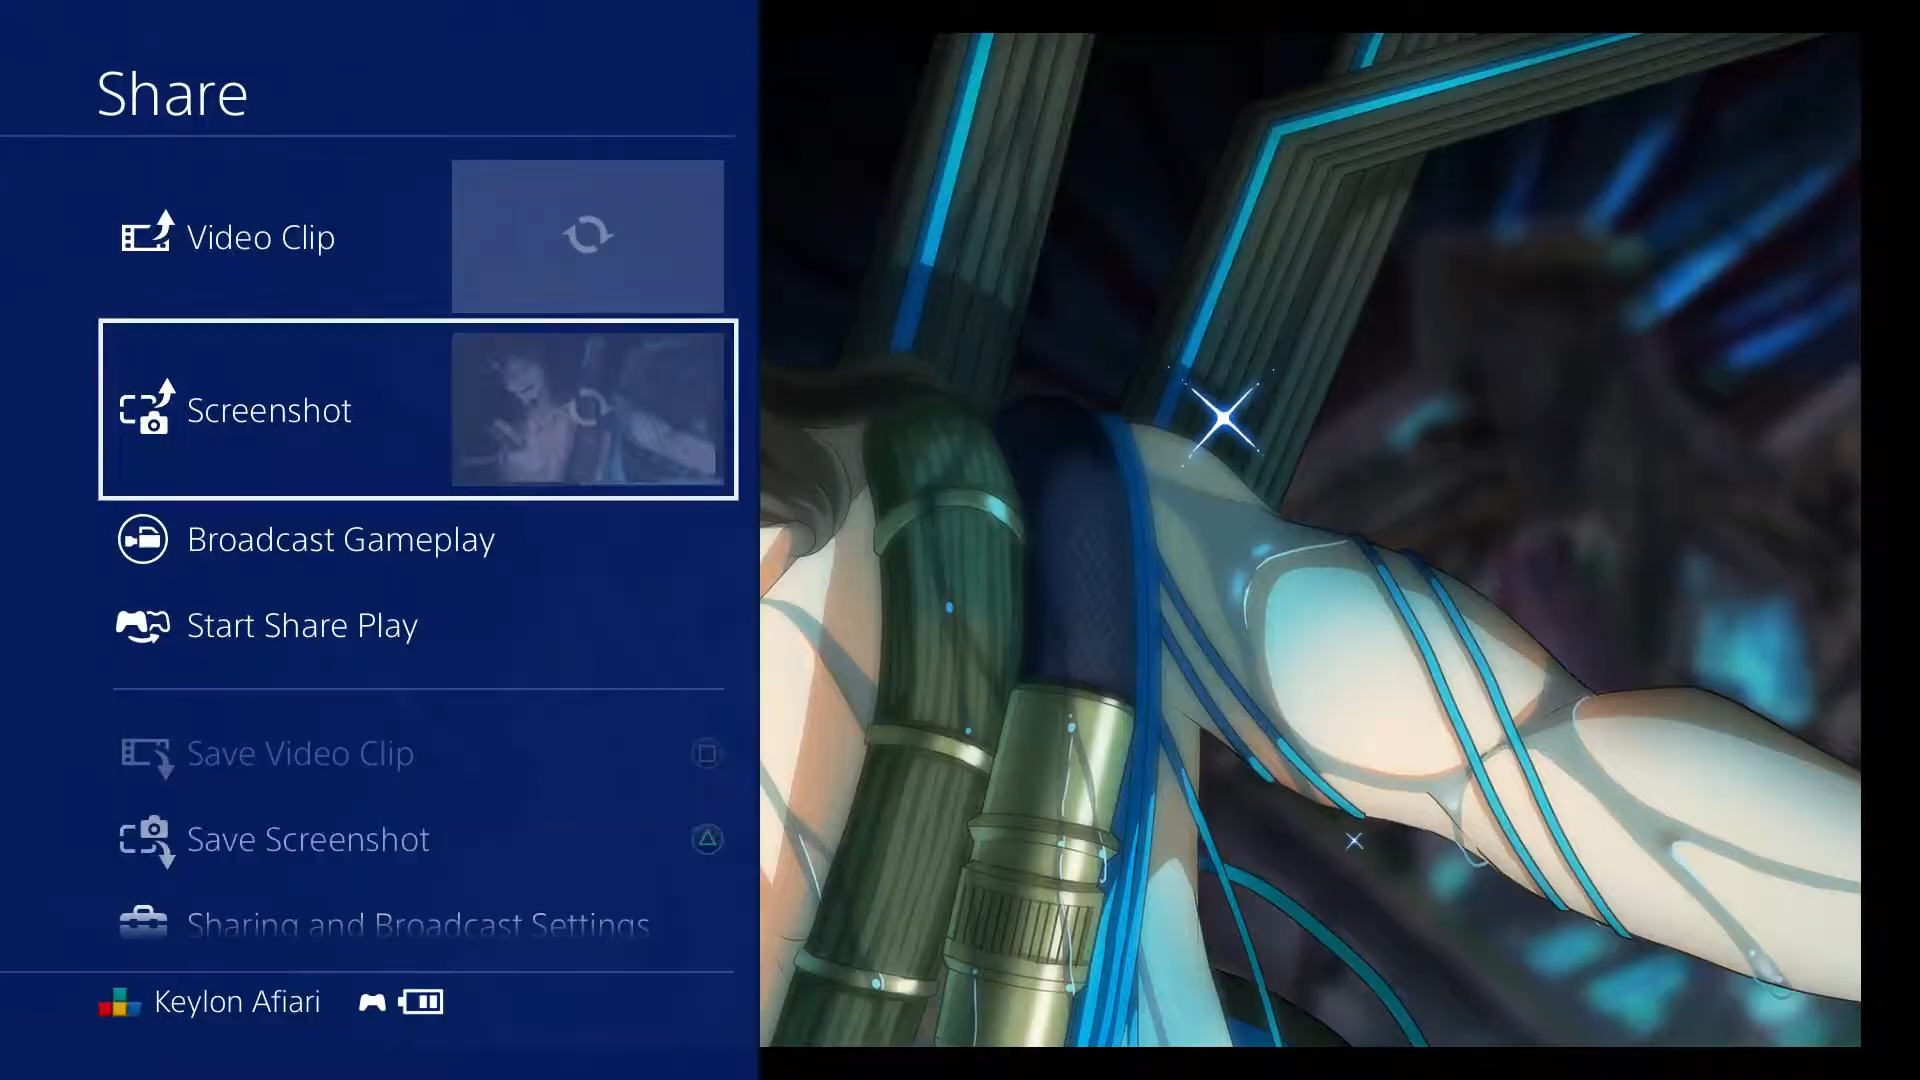 Share
Video Clip
Screenshot
Broadcast Gameplay
Start Share Play
Save Video Clip
Save Screenshot
Sharing and Broadcast Settings
Keylon Afiari